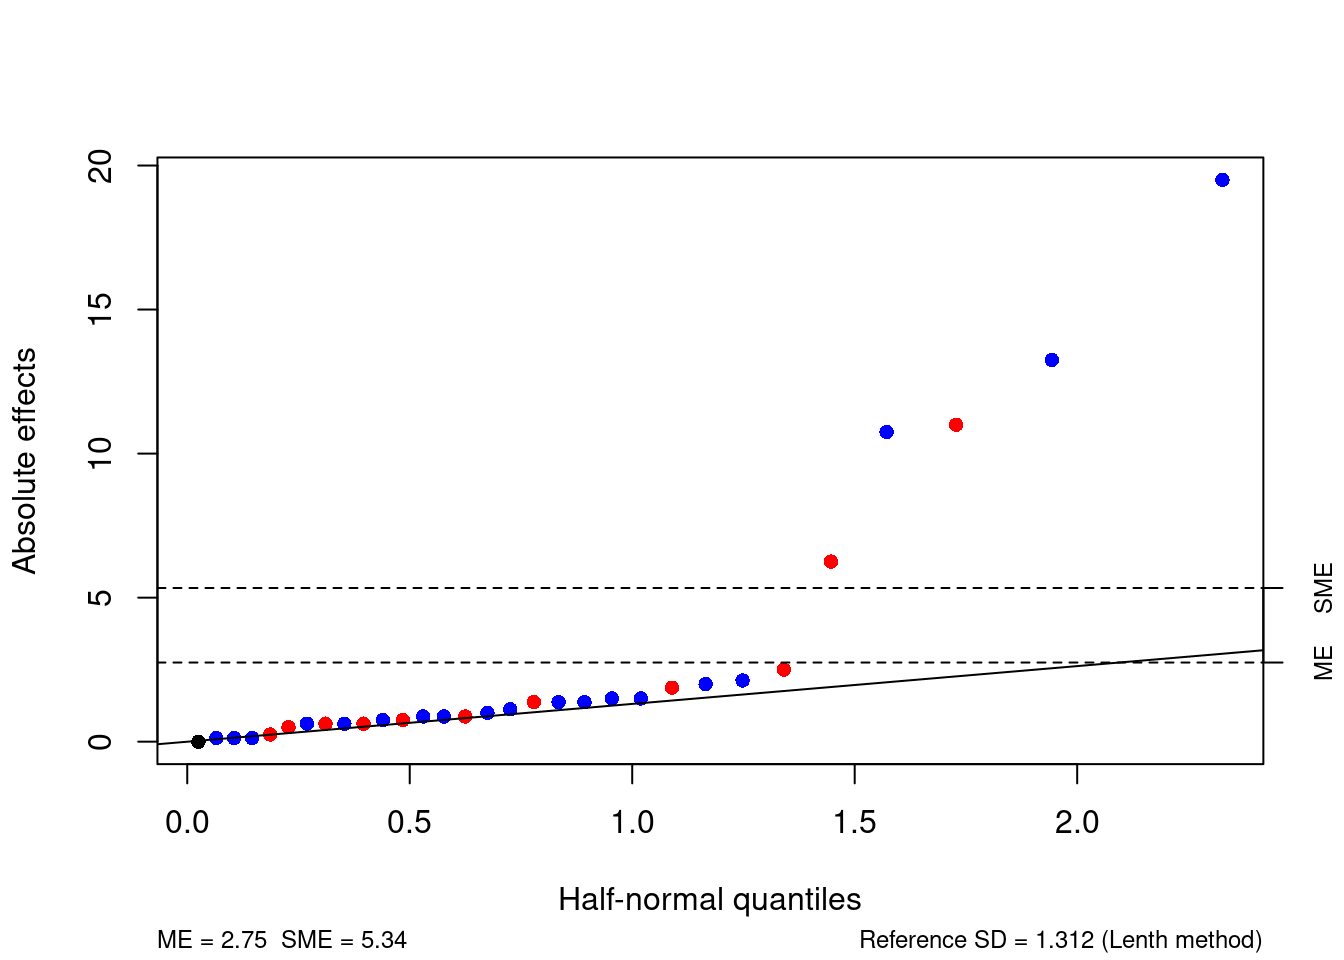 20
15
10
5
0
Absolute effects
SME
ME
0.0 0.5 1.0 1.5 2.0
Half-normal quantiles
ME = 2.75 SME = 5.34
Reference SD = 1.312 (Lenth method)